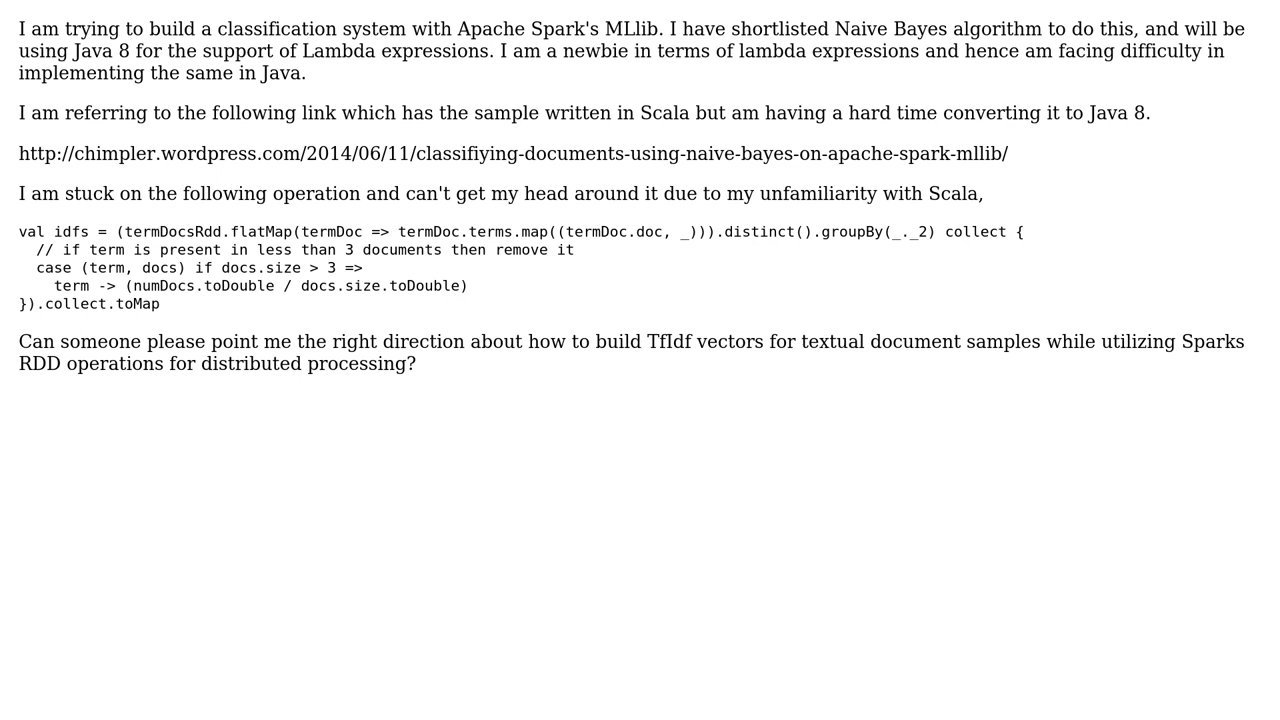 I am trying to build a classification system with Apache Spark's MLlib. I have shortlisted Naive Bayes algorithm to do this, and will be
using Java 8 for the support of Lambda expressions. I am a newbie in terms of lambda expressions and hence am facing difficulty in
implementing the same in Java.
I am referring to the following link which has the sample written in Scala but am having a hard time converting it to Java 8.
http://chimpler.wordpress.com/2014/06/11/classifiying-documents-using-naive-bayes-on-apache-spark-mllib/
I am stuck on the following operation and can't get my head around it due to my unfamiliarity with Scala,
val idfs = (termDocsRdd.flatMap(termDoc => termDoc.terms.map((termDoc.doc, _))).distinct().groupBy(_._2) collect {
  // if term is present in less than 3 documents then remove it
  case (term, docs) if docs.size > 3 =>
    term -> (numDocs.toDouble / docs.size.toDouble)
}).collect.toMap
Can someone please point me the right direction about how to build TfIdf vectors for textual document samples while utilizing Sparks
RDD operations for distributed processing?